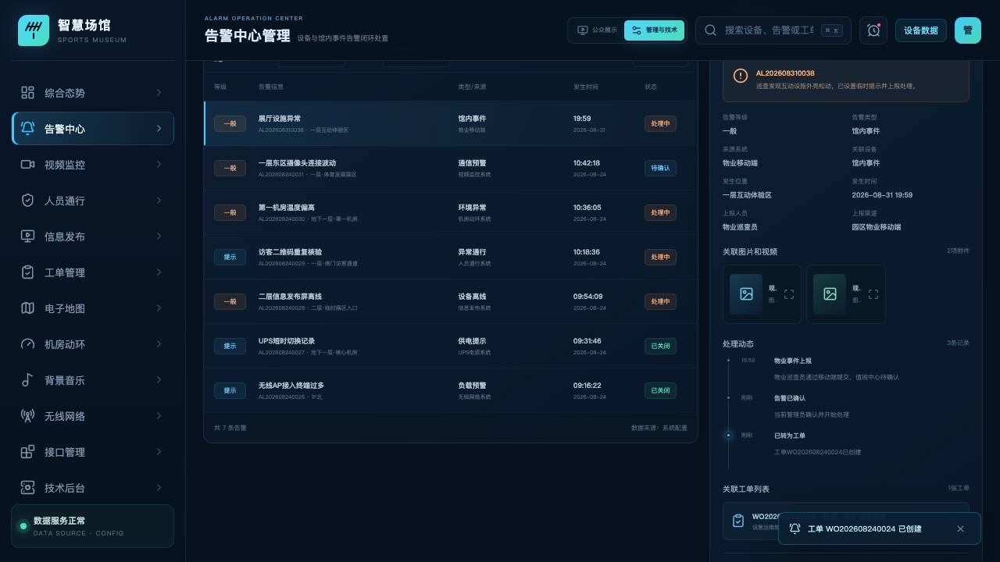 智慧场馆
SPORTS MUSEUM
综合态势
告警中心
视频监控
人员通行
信息发布
工单管理
电子地图
机房动环
背景音乐
无线网络
接口管理
技术后台
数据服务正常
DATA SOURCE · CONFIG
ALARM OPERATION CENTER
告警中心管理 设备与馆内事件告警闭环处置
公众展示 管理与技术
搜索设备、告警或工单 ⌘ K
设备数据
管
等级 告警信息 类型/来源 发生时间 状态
一般 展厅设施异常 馆内事件 19:59 处理中
AL202608310038 · 一层互动体验区 物业移动端 2026-08-31
一般 一层东区摄像头连接波动 通信预警 10:42:18 待确认
AL202608240031 · 一层·体育发展展区 视频监控系统 2026-08-24
一般 第一机房温度偏高 环境异常 10:36:05 处理中
AL202608240030 · 地下一层·第一机房 机房动环系统 2026-08-24
提示 访客二维码重复核验 异常通行 10:18:36 处理中
AL202608240029 · 一层·南门访客通道 人员通行系统 2026-08-24
一般 二层信息发布屏离线 设备离线 09:54:09 处理中
AL202608240028 · 二层·临时展区入口 信息发布系统 2026-08-24
提示 UPS短时切换记录 供电提示 09:31:46 已关闭
AL202608240027 · 地下一层·核心机房 UPS电源系统 2026-08-24
提示 无线AP接入终端过多 负载预警 09:16:22 已关闭
AL202608240026 · 1F北 无线网络系统 2026-08-24
共 7 条告警 数据来源：系统配置
AL202608310038
巡查发现互动设施外壳松动，已设置临时提示并上报处理。
告警等级 告警类型
一般 馆内事件
来源系统 关联设备
物业移动端 馆内事件
发生位置 发生时间
一层互动体验区 2026-08-31 19:59
上报人员 上报渠道
物业巡查员 园区物业移动端
关联图片和视频 2项附件
现.. 现..
图.. 图..
处理动态 3条记录
19:59 物业事件上报
物业巡查员通过移动端提交，值班中心待确认
刚刚 告警已确认
当前管理员确认并开始处理
刚刚 已转为工单
工单WO202608240024已创建
关联工单列表 1张工单
WO202
设施运维
工单 WO202608240024 已创建